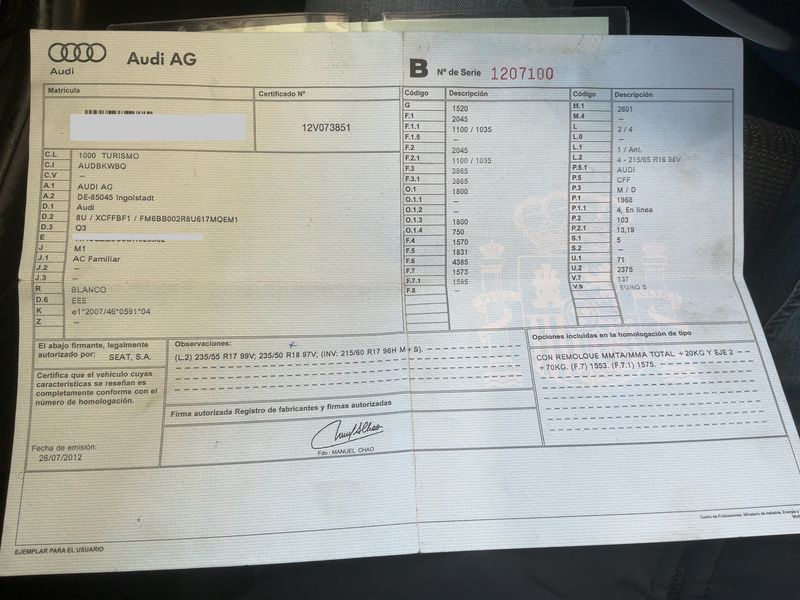 Audi
Audi AG
B Nº de Serie 1207100
Matrícula
Certificado Nº
12V073851
C.L 1000 TURISMO
C.I AUDBKWBQ
C.V –
A.1 AUDI AG
A.2 DE-85045 Ingolstadt
D.1 Audi
D.2 8U / XCFFBF1 / FM6BB002R8U617MQEM1
D.3 Q3
E
J M1
J.1 AC Familiar
J.2 –
J.3 –
R BLANCO
D.6 EEE
K e1*2007/46*0591*04
Z –
Código Descripción
G 1520
F.1 2045
F.1.1 1100 / 1035
F.1.5 –
F.2 2045
F.2.1 1100 / 1035
F.3 3865
F.3.1 3865
O.1 1800
O.1.1 –
O.1.2 –
O.1.3 1800
O.1.4 750
F.4 1570
F.5 1831
F.6 4385
F.7 1573
F.7.1 1595
F.8 –
Código Descripción
M.1 2601
M.4 –
L 2 / 4
L.0 –
L.1 1 / Ant.
L.2 4 - 215/65 R16 98V
P.5.1 AUDI
P.5 CFF
P.3 M / D
P.1 1968
P.1.1 4, En línea
P.2 103
P.2.1 13,19
S.1 5
S.2 –
U.1 71
U.2 2375
V.7 137
V.9 EURO 5
El abajo firmante, legalmente
autorizado por: SEAT, S.A.
Certifica que el vehículo cuyas
características se reseñan es
completamente conforme con el
número de homologación.
Fecha de emisión:
26/07/2012
Observaciones:
(L.2) 235/55 R17 99V; 235/50 R18 97V; (INV: 215/60 R17 96H M + S).
Firma autorizada Registro de fabricantes y firmas autorizadas
Fdo. MANUEL CHAO
Opciones incluidas en la homologación de tipo
CON REMOLQUE MMTA/MMA TOTAL +20KG Y EJE 2
+70KG. (F.7) 1553. (F.7.1) 1575.
EJEMPLAR PARA EL USUARIO
Centro de Publicaciones. Ministerio de Industria, Energía y